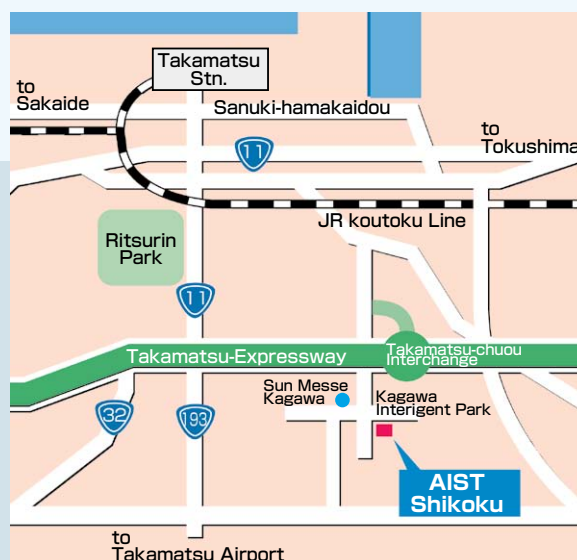 Takamatsu
Stn.
to
Sakaide
Sanuki-hamakaidou
to
Tokushima
11
JR koutoku Line
Ritsurin
Park
11
Takamatsu-Expressway
Takamatsu-chuou
Interchange
Sun Messe
Kagawa
Kagawa
Interigent Park
32
193
AIST
Shikoku
to
Takamatsu Airport